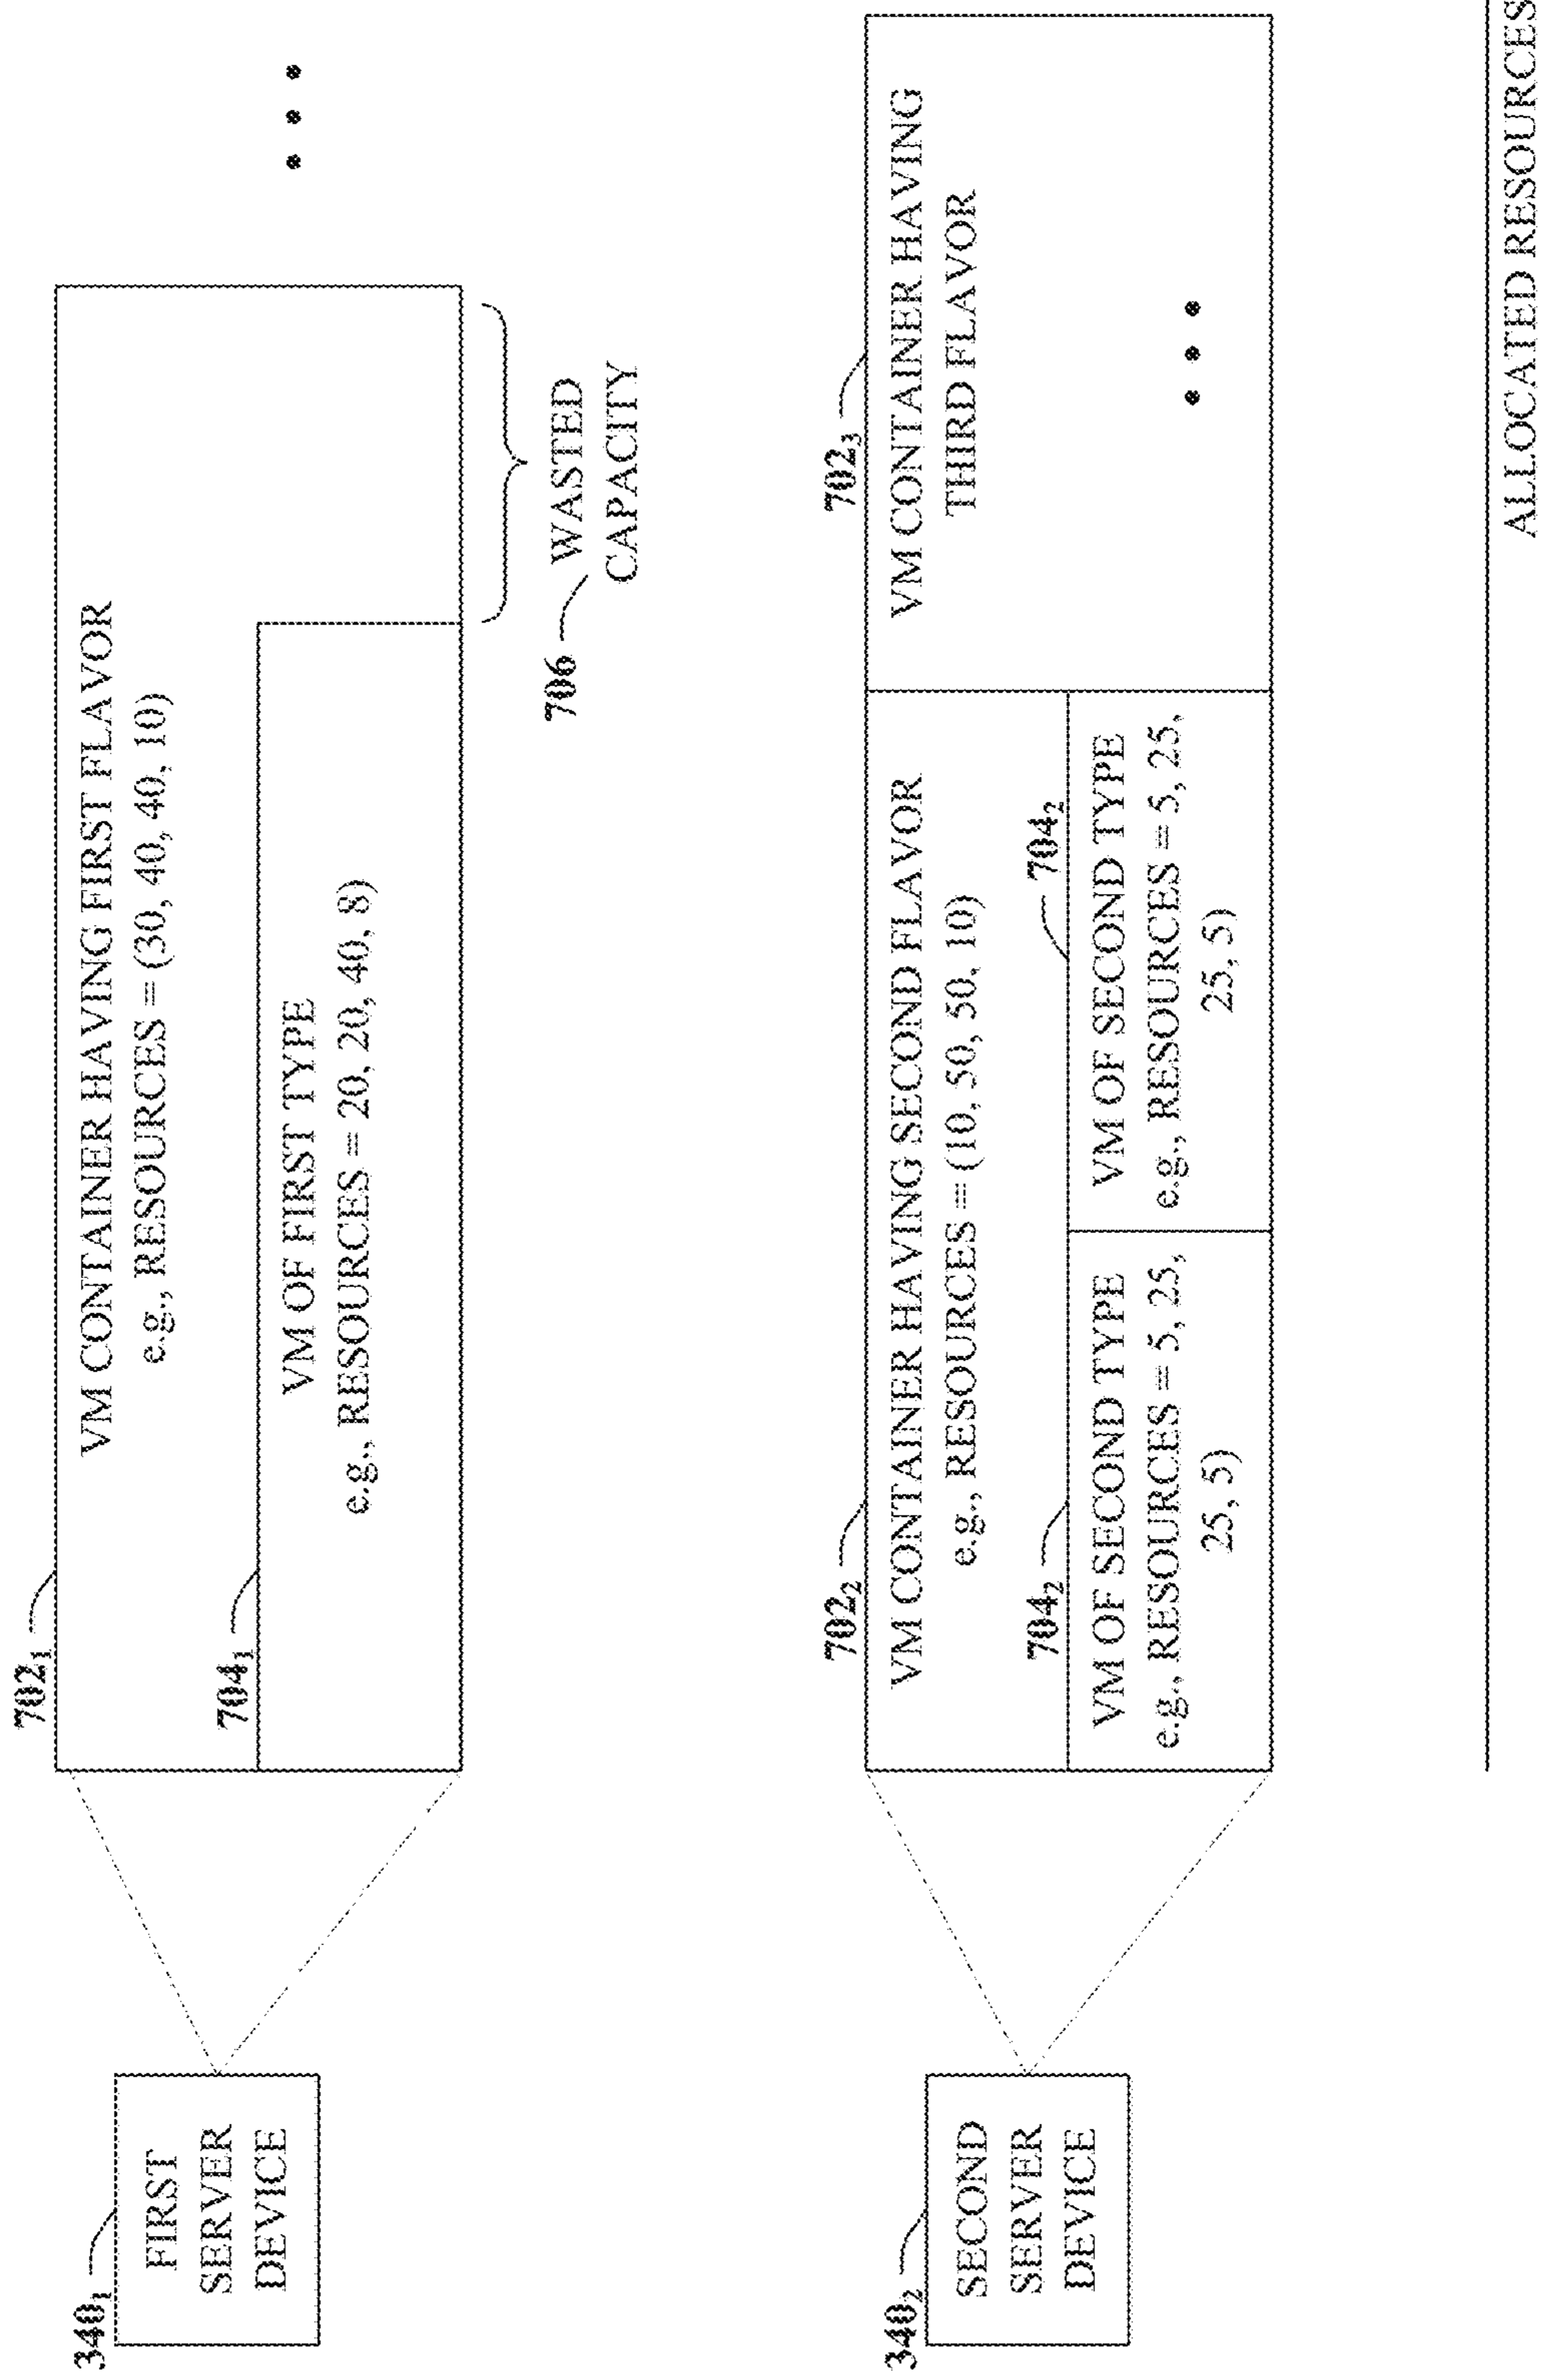 340₁
FIRST
SERVER
DEVICE
702₁
VM CONTAINER HAVING FIRST FLAVOR
e.g., RESOURCES = (30, 40, 40, 10)
704₁
VM OF FIRST TYPE
e.g., RESOURCES = 20, 20, 40, 8)
706
WASTED
CAPACITY
340₂
SECOND
SERVER
DEVICE
702₂
VM CONTAINER HAVING SECOND FLAVOR
e.g., RESOURCES = (10, 50, 50, 10)
704₂
VM OF SECOND TYPE
e.g., RESOURCES = 5, 25,
25, 5)
704₂
VM OF SECOND TYPE
e.g., RESOURCES = 5, 25,
25, 5)
702₃
VM CONTAINER HAVING
THIRD FLAVOR
ALLOCATED RESOURCES